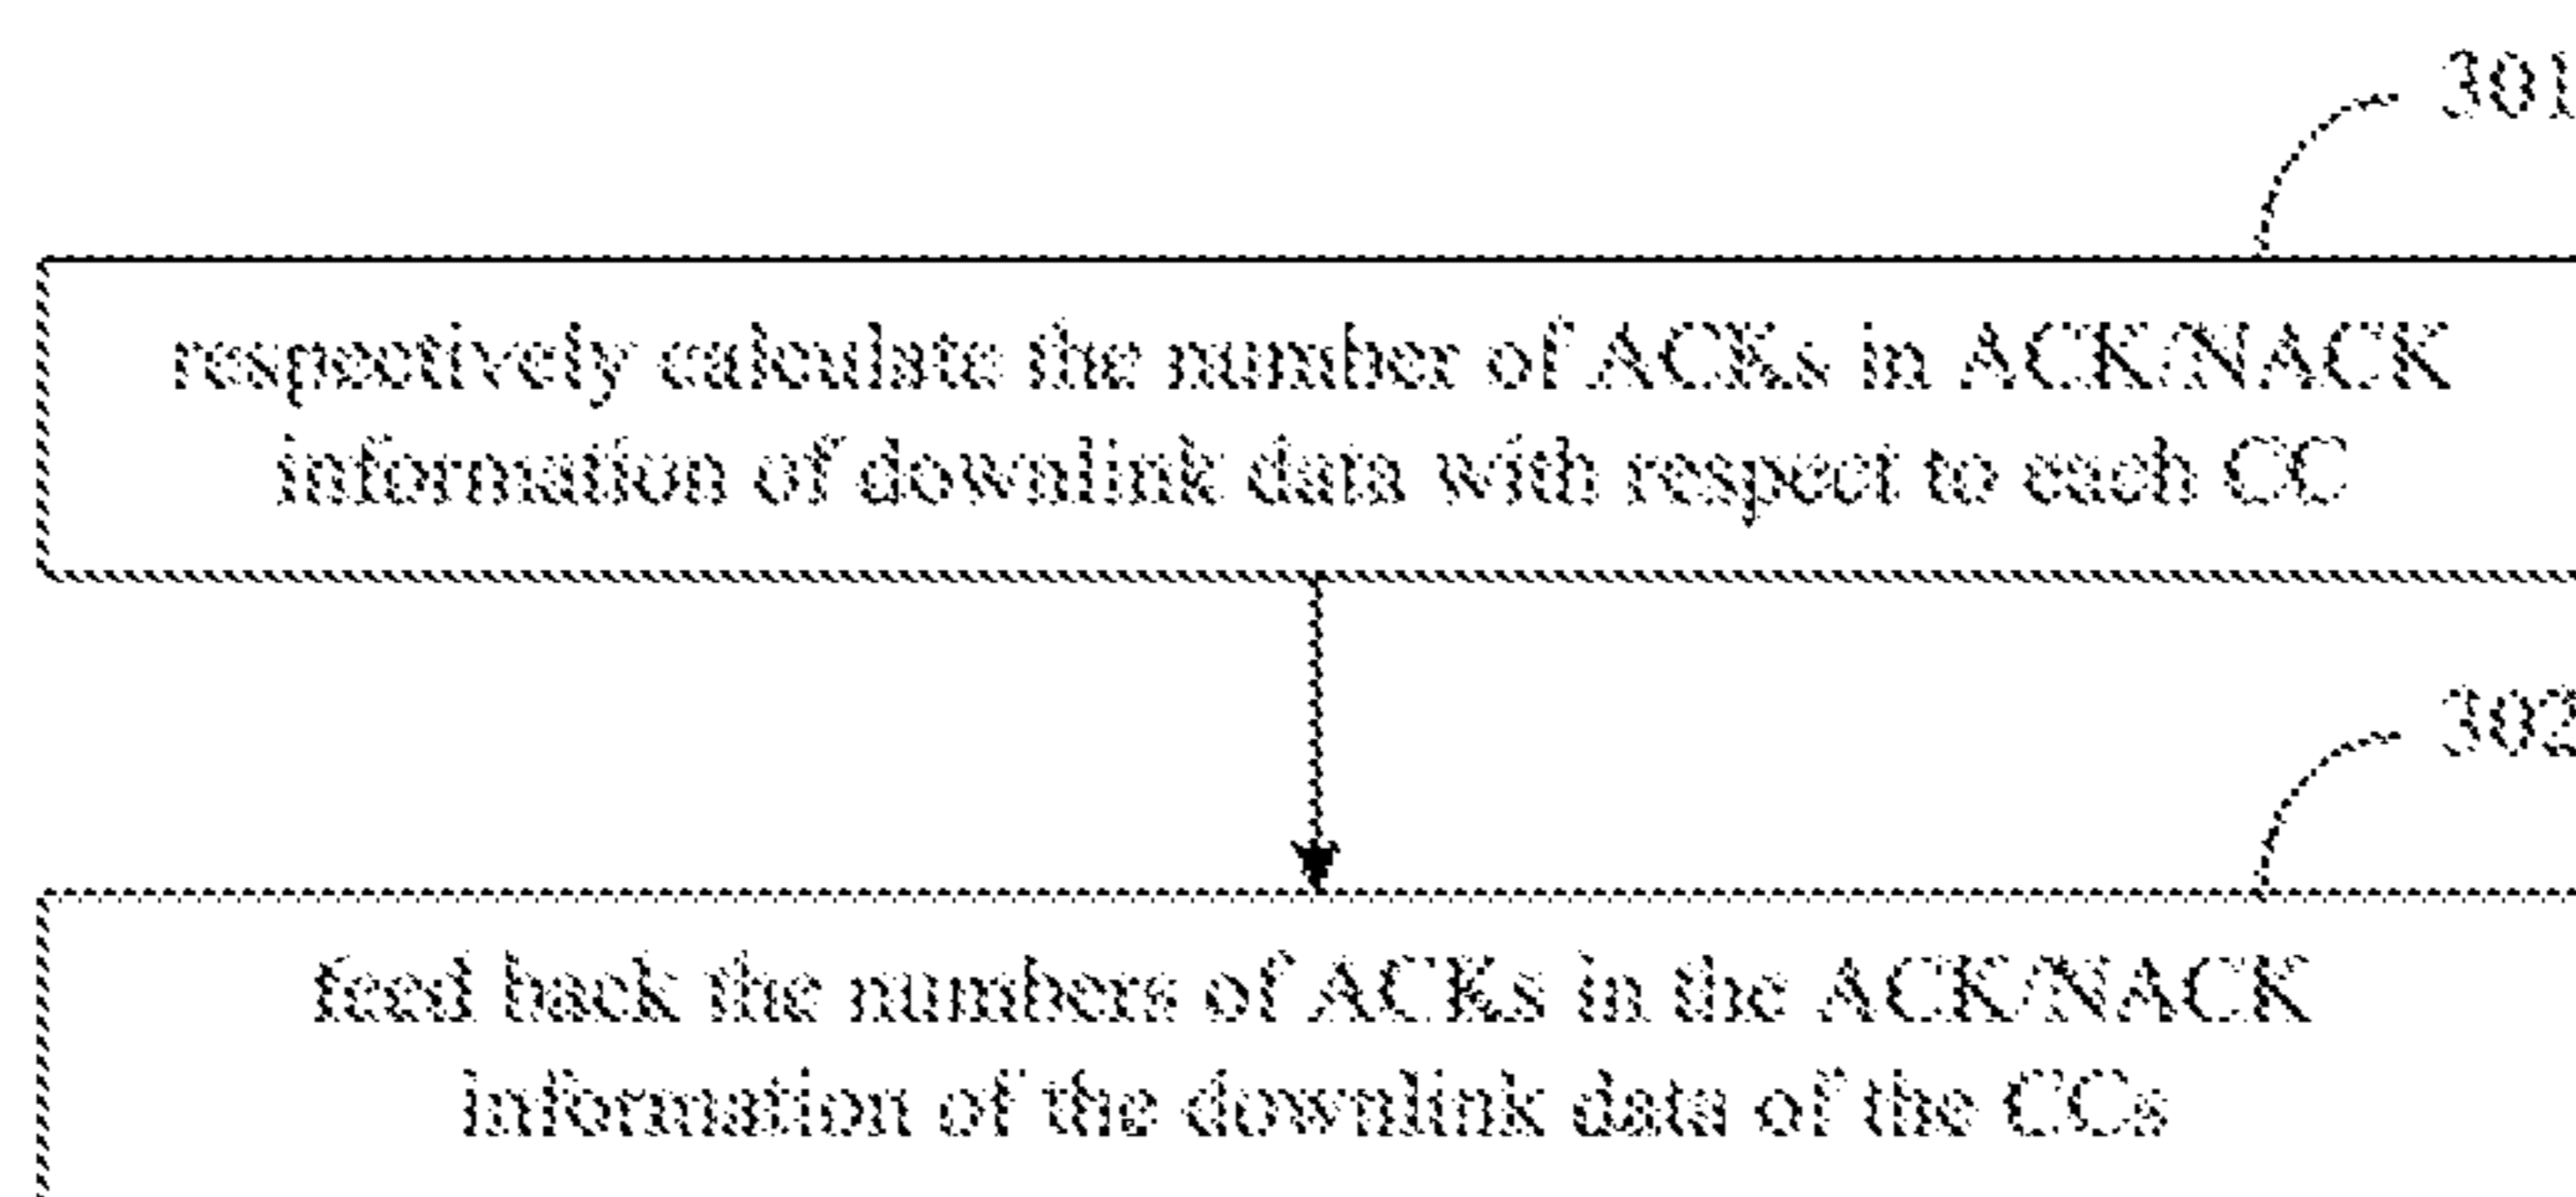 301
respectively calculate the number of ACKs in ACK/NACK
information of downlink data with respect to each CC
302
feed back the numbers of ACKs in the ACK/NACK
information of the downlink data of the CCs